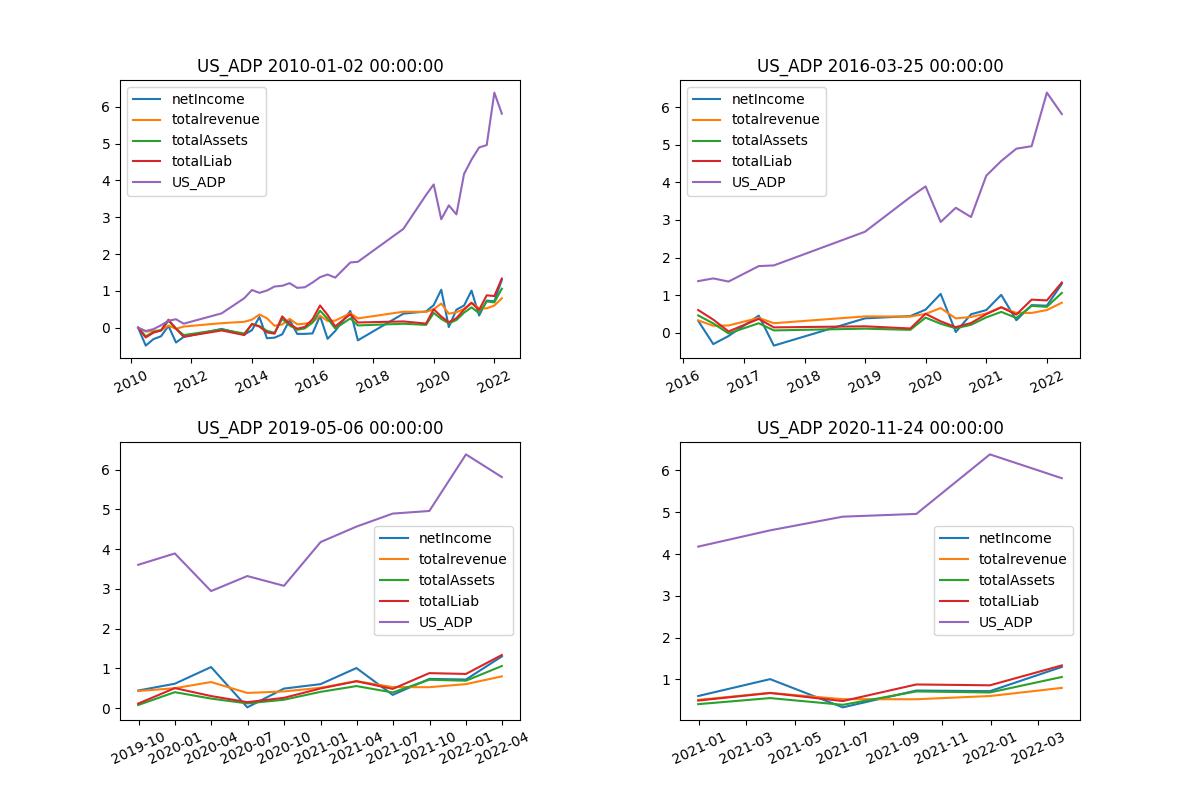 US_ADP 2010-01-02 00:00:00
netIncome
totalrevenue
totalAssets
totalLiab
US_ADP
6
5
4
3
2
1
0
2010 2012 2014 2016 2018 2020 2022
US_ADP 2016-03-25 00:00:00
netIncome
totalrevenue
totalAssets
totalLiab
US_ADP
6
5
4
3
2
1
0
2016 2017 2018 2019 2020 2021 2022
US_ADP 2019-05-06 00:00:00
6
5
4
3
2
1
0
netIncome
totalrevenue
totalAssets
totalLiab
US_ADP
2019-10 2020-01 2020-04 2020-07 2020-10 2021-01 2021-04 2021-07 2021-10 2022-01 2022-04
US_ADP 2020-11-24 00:00:00
6
5
4
3
2
1
netIncome
totalrevenue
totalAssets
totalLiab
US_ADP
2021-01 2021-03 2021-05 2021-07 2021-09 2021-11 2022-01 2022-03